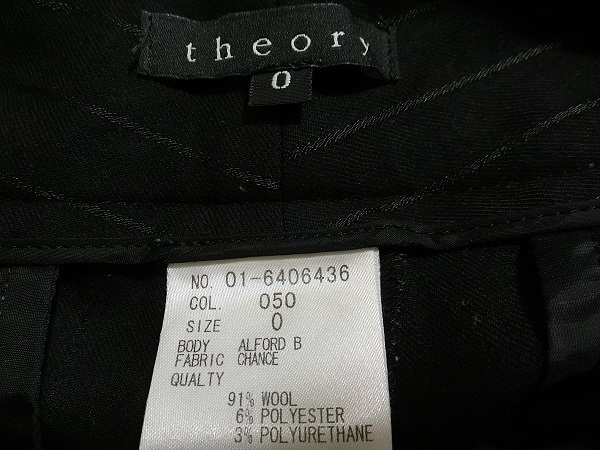 theory
0
NO. 01-6406436
COL. 050
SIZE 0
BODY ALFORD B
FABRIC CHANCE
QUALTY
91% WOOL
6% POLYESTER
3% POLYURETHANE